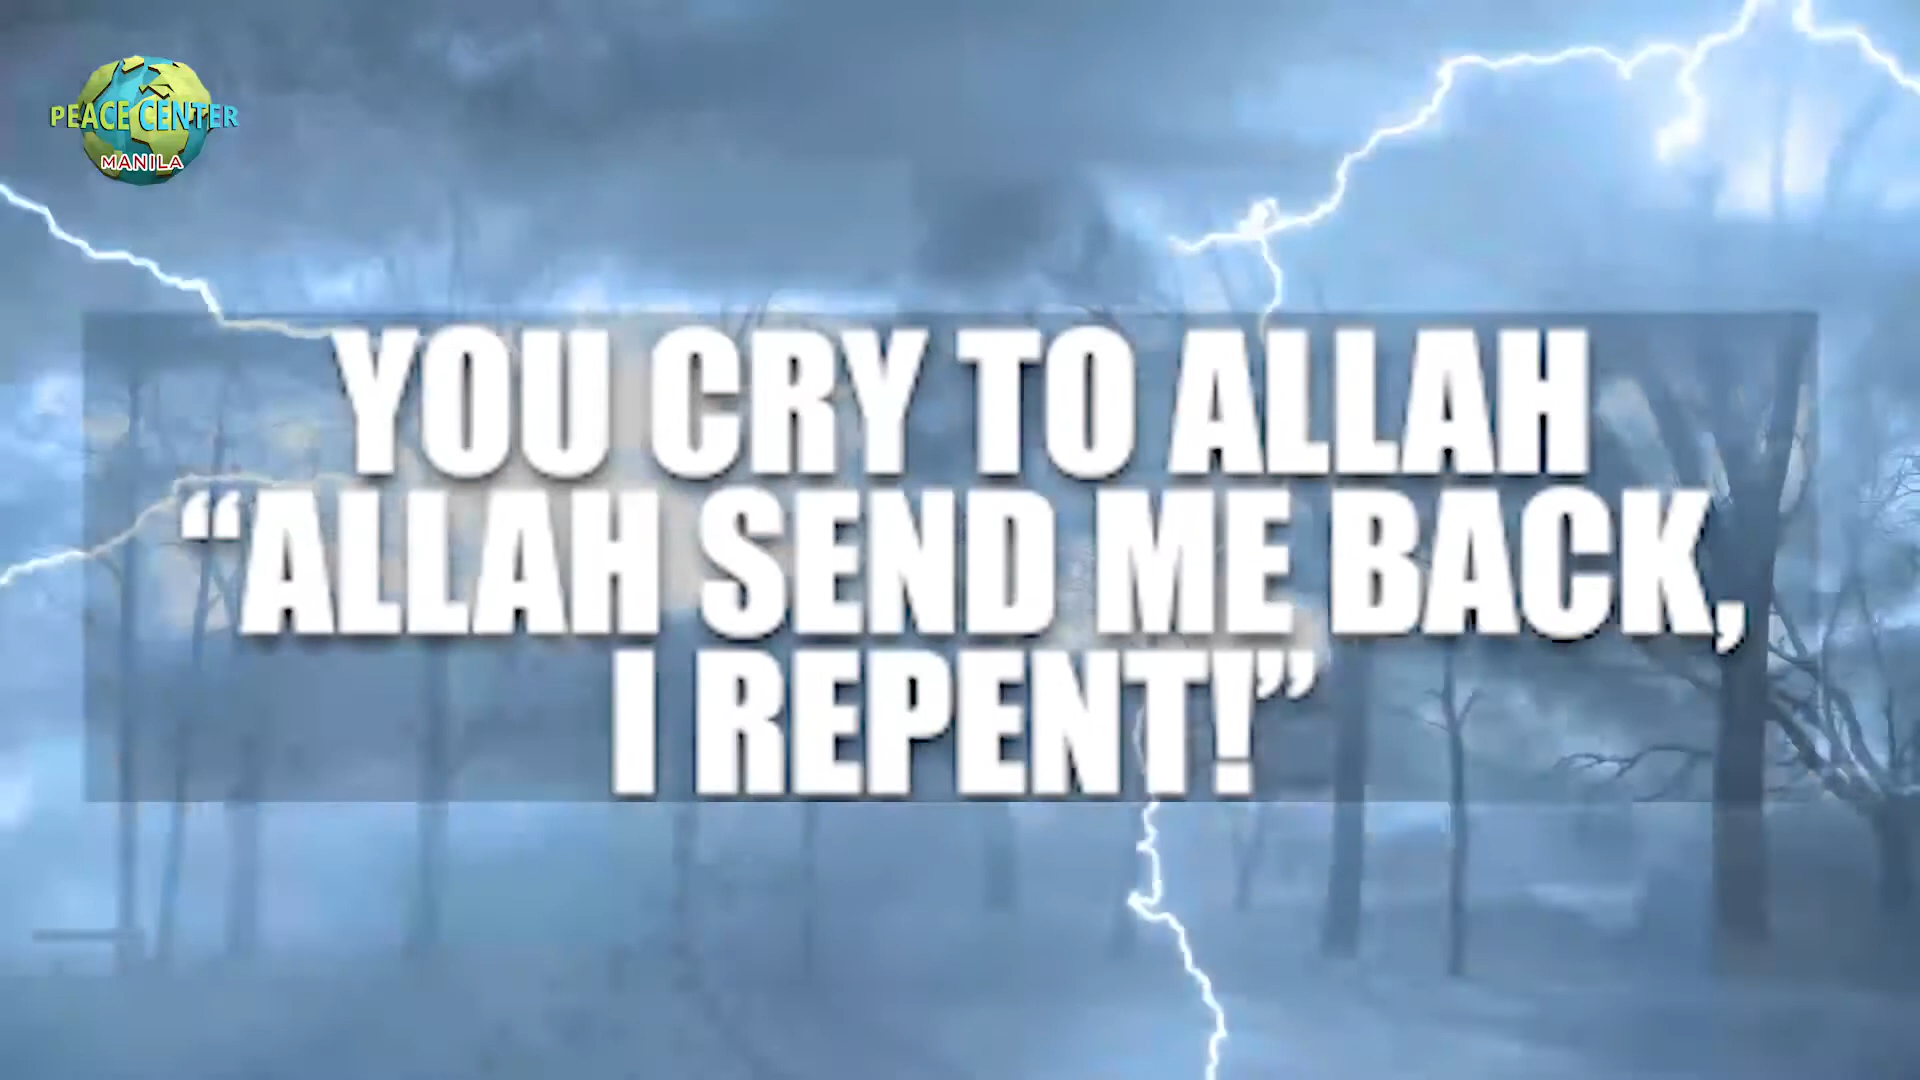 PEACE CENTER
MANILA
YOU CRY TO ALLAH
“ALLAH SEND ME BACK,
I REPENT!”